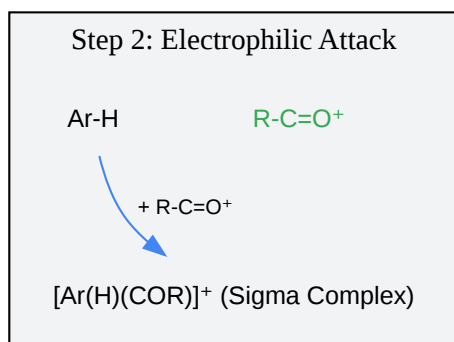 Step 2: Electrophilic Attack
Ar-H R-C=O⁺
+ R-C=O⁺
[Ar(H)(COR)]⁺ (Sigma Complex)